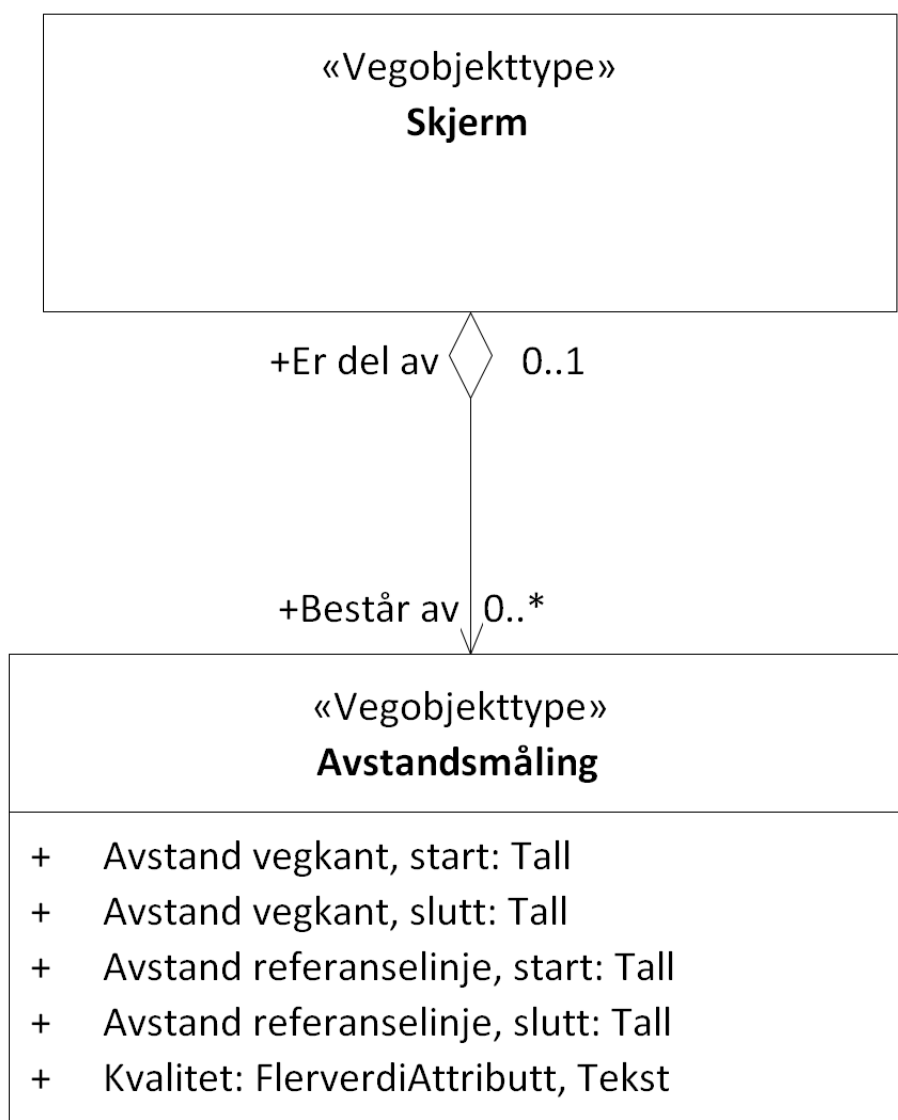 «Vegobjekttype»
Skjerm
+Er del av 0..1
+Består av 0..*
«Vegobjekttype»
Avstandsmåling
+ Avstand vegkant, start: Tall
+ Avstand vegkant, slutt: Tall
+ Avstand referanselinje, start: Tall
+ Avstand referanselinje, slutt: Tall
+ Kvalitet: FlerverdiAttributt, Tekst